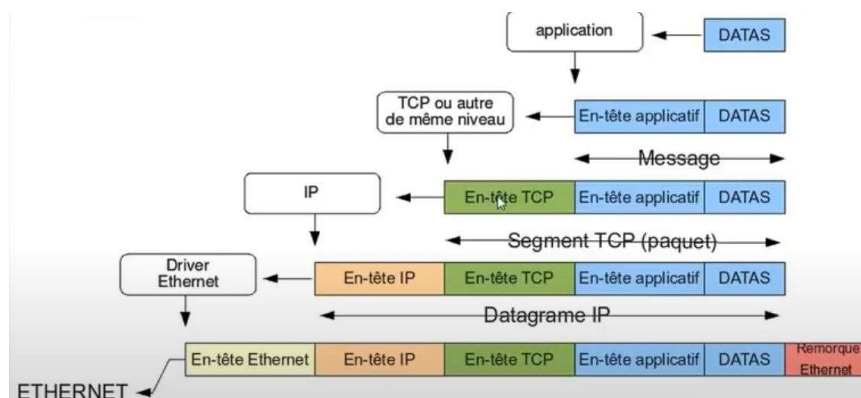 application
DATAS
TCP ou autre
de même niveau
En-tête applicatif
DATAS
Message
IP
En-tête TCP
En-tête applicatif
DATAS
Segment TCP (paquet)
Driver
Ethernet
En-tête IP
En-tête TCP
En-tête applicatif
DATAS
Datagrame IP
En-tête Ethernet
En-tête IP
En-tête TCP
En-tête applicatif
DATAS
Remorque
Ethernet
ETHERNET